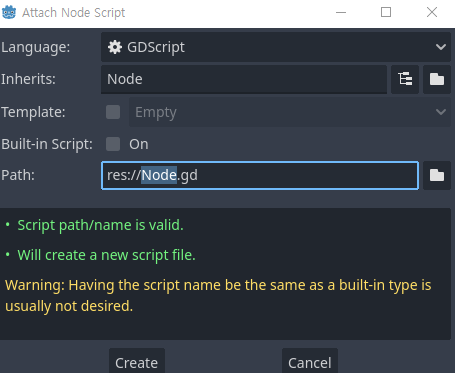 Attach Node Script
Language: GDScript
Inherits: Node
Template: Empty
Built-in Script: On
Path: res://Node.gd
• Script path/name is valid.
• Will create a new script file.
Warning: Having the script name be the same as a built-in type is
usually not desired.
Create Cancel